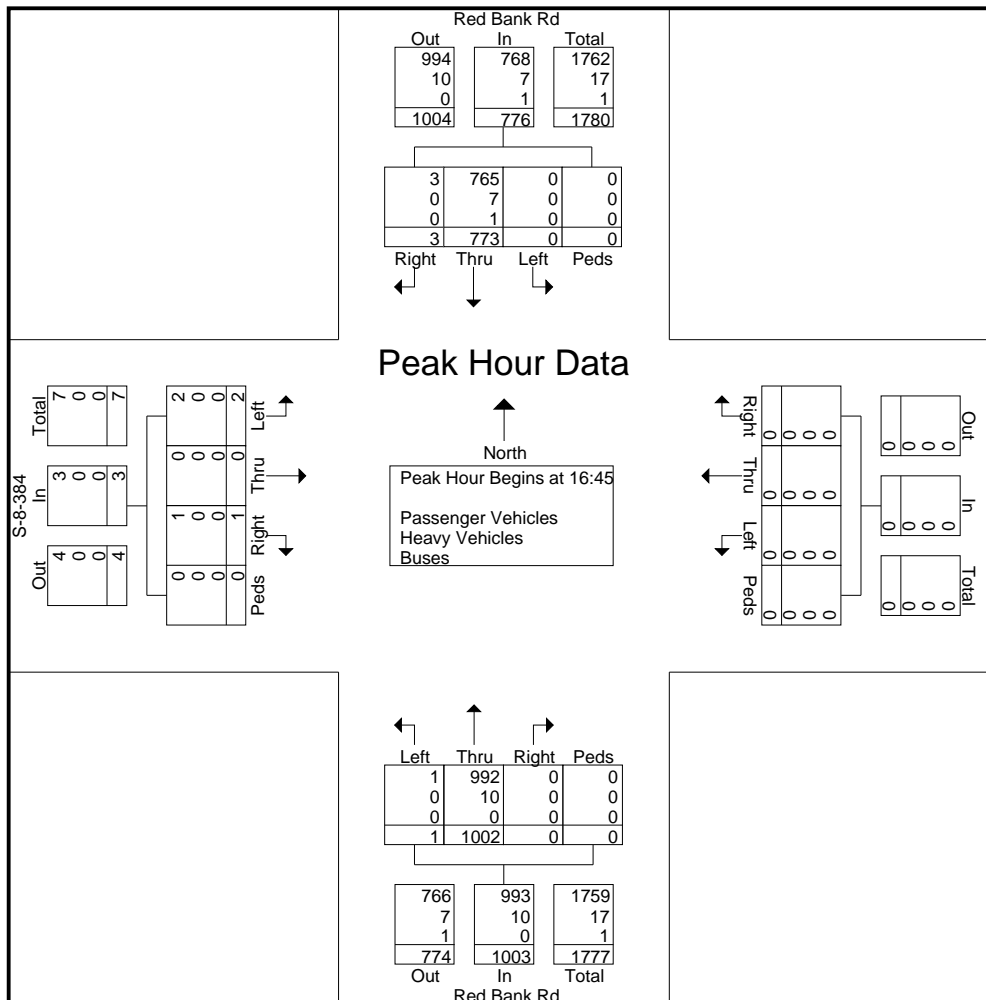 Red Bank Rd
Out In Total
994 768 1762
10 7 17
0 1 1
1004 776 1780
3 765 0 0
0 7 0 0
0 1 0 0
3 773 0 0
Right Thru Left Peds
Peak Hour Data
North
Peak Hour Begins at 16:45
Passenger Vehicles
Heavy Vehicles
Buses
S-8-384
Total In Out
7 0 0 7
3 0 0 3
4 0 0 4
2 0 0 2
0 0 0 0
1 0 0 1
0 0 0 0
Left Thru Right Peds
Right Thru Left Peds
0 0 0 0
0 0 0 0
0 0 0 0
0 0 0 0
Out In Total
0 0 0 0
0 0 0 0
0 0 0 0
Left Thru Right Peds
1 992 0 0
0 10 0 0
0 0 0 0
1 1002 0 0
766 993 1759
7 10 17
1 0 1
774 1003 1777
Out In Total
Red Bank Rd